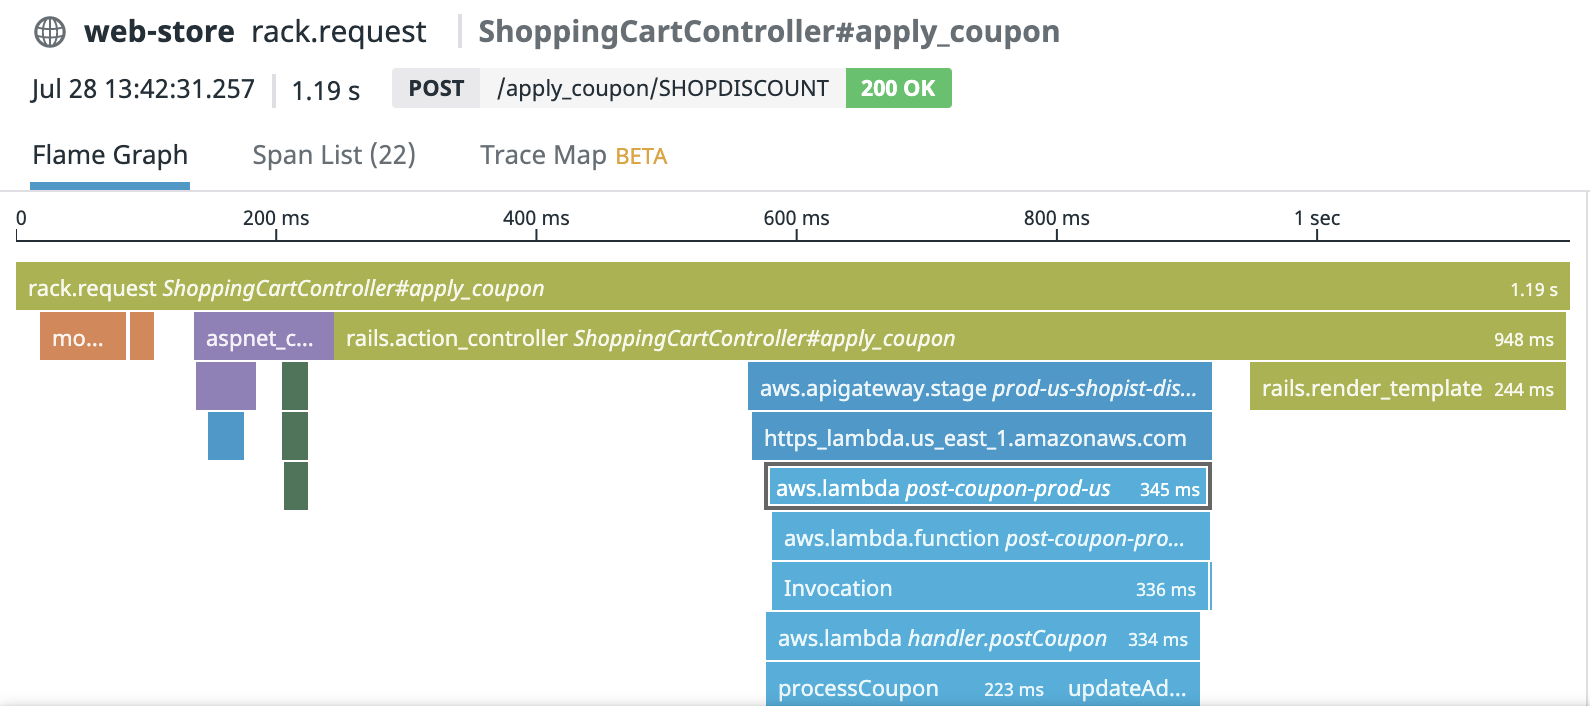 web-store rack.request ShoppingCartController#apply_coupon
Jul 28 13:42:31.257 1.19 s POST /apply_coupon/SHOPDISCOUNT 200 OK
Flame Graph Span List (22) Trace Map BETA
0 200 ms 400 ms 600 ms 800 ms 1 sec
rack.request ShoppingCartController#apply_coupon 1.19 s
mo... aspnet_c... rails.action_controller ShoppingCartController#apply_coupon 948 ms
aws.apigateway.stage prod-us-shopist-dis... rails.render_template 244 ms
https_lambda.us_east_1.amazonaws.com
aws.lambda post-coupon-prod-us 345 ms
aws.lambda.function post-coupon-pro...
Invocation 336 ms
aws.lambda handler.postCoupon 334 ms
processCoupon 223 ms updateAd...